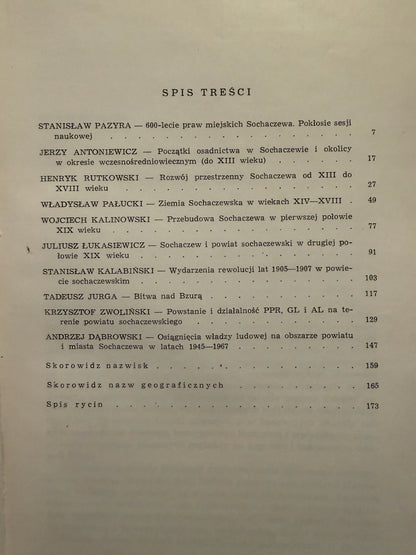 SPIS TREŚCI
STANISŁAW PAZYRA — 600-lecie praw miejskich Sochaczewa. Pokłosie sesji
naukowej . . . . . . . . . . . . . . . . 7
JERZY ANTONIEWICZ — Początki osadnictwa w Sochaczewie i okolicy
w okresie wczesnośredniowiecznym (do XIII wieku) . . . . . . 17
HENRYK RUTKOWSKI — Rozwój przestrzenny Sochaczewa od XIII do
XVIII wieku . . . . . . . . . . . . . . . . 27
WŁADYSŁAW PAŁUCKI — Ziemia Sochaczewska w wiekach XIV—XVIII . 49
WOJCIECH KALINOWSKI — Przebudowa Sochaczewa w pierwszej połowie
XIX wieku . . . . . . . . . . . . . . . . 77
JULIUSZ ŁUKASIEWICZ — Sochaczew i powiat sochaczewski w drugiej po-
łowie XIX wieku . . . . . . . . . . . . . . 91
STANISŁAW KALABIŃSKI — Wydarzenia rewolucji lat 1905—1907 w powie-
cie sochaczewskim . . . . . . . . . . . . . . 103
TADEUSZ JURGA — Bitwa nad Bzurą . . . . . . . . . 117
KRZYSZTOF ZWOLIŃSKI — Powstanie i działalność PPR, GL i AL na te-
renie powiatu sochaczewskiego . . . . . . . . . . 129
ANDRZEJ DĄBROWSKI — Osiągnięcia władzy ludowej na obszarze powiatu
i miasta Sochaczewa w latach 1945—1967 . . . . . . . 147
Skorowidz nazwisk . . . . . . . . . . . . 159
Skorowidz nazw geograficznych . . . . . . . . 165
Spis rycin . . . . . . . . . . . . . . 173